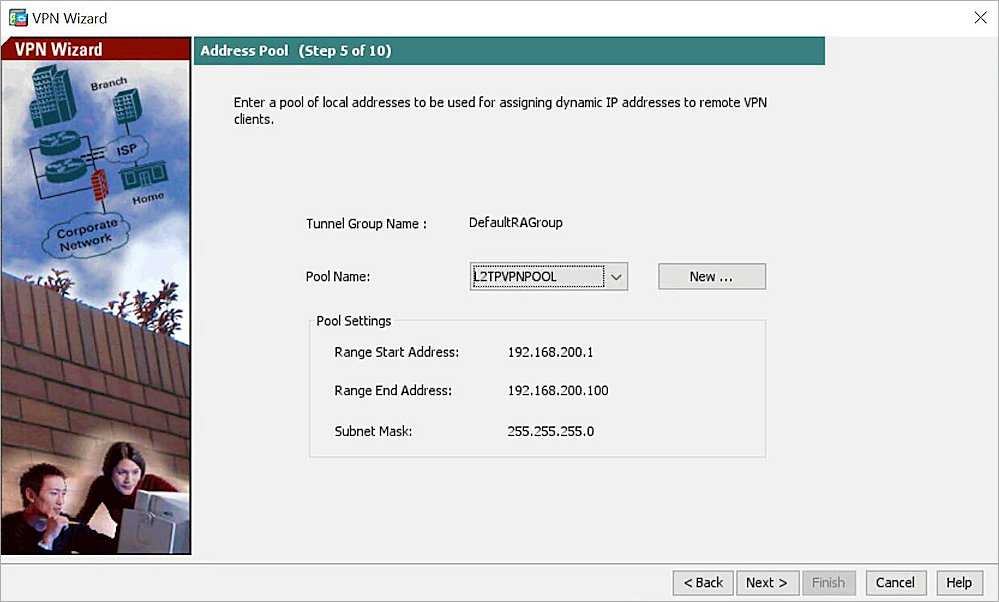 VPN Wizard
VPN Wizard
Address Pool (Step 5 of 10)
Branch
ISP
Home
Corporate
Network
Enter a pool of local addresses to be used for assigning dynamic IP addresses to remote VPN
clients.
Tunnel Group Name : DefaultRAGroup
Pool Name: L2TPVPNPOOL New ...
Pool Settings
Range Start Address: 192.168.200.1
Range End Address: 192.168.200.100
Subnet Mask: 255.255.255.0
< Back Next > Finish Cancel Help